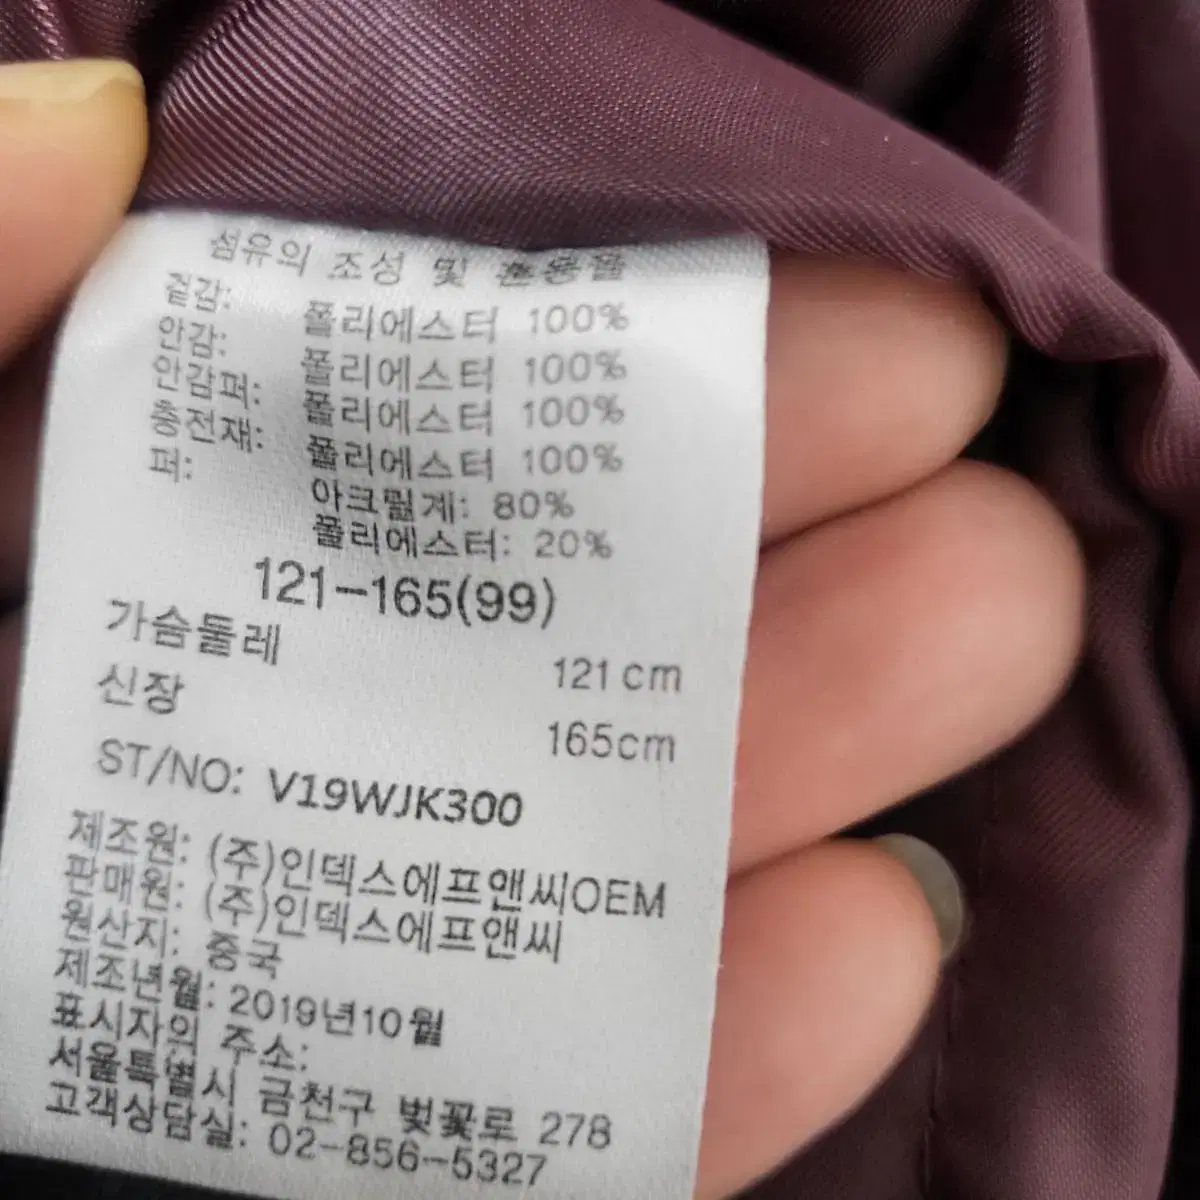 섬유의 조성 및 혼용율
겉감: 폴리에스터 100%
안감: 폴리에스터 100%
안감퍼: 폴리에스터 100%
충전재: 폴리에스터 100%
퍼: 아크릴계: 80%
폴리에스터: 20%
121-165(99)
가슴둘레 121cm
신장 165cm
ST/NO: V19WJK300
제조원: (주)인덱스에프앤씨OEM
판매원: (주)인덱스에프앤씨
원산지: 중국
제조년월: 2019년10월
표시자의 주소:
서울특별시 금천구 벚꽃로 278
고객상담실: 02-856-5327